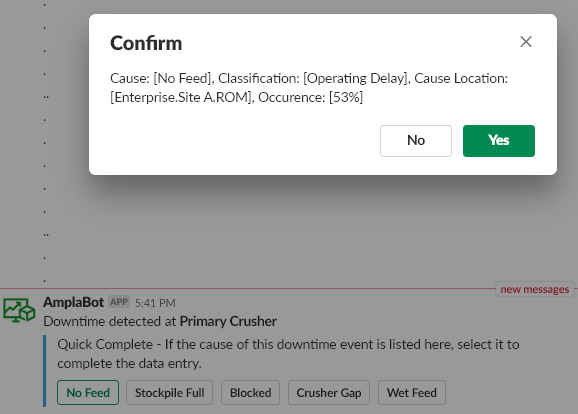 Confirm
Cause: [No Feed], Classification: [Operating Delay], Cause Location:
[Enterprise.Site A.ROM], Occurence: [53%]
No
Yes
new messages
AmplaBot APP 5:41 PM
Downtime detected at Primary Crusher
Quick Complete - If the cause of this downtime event is listed here, select it to
complete the data entry.
No Feed
Stockpile Full
Blocked
Crusher Gap
Wet Feed